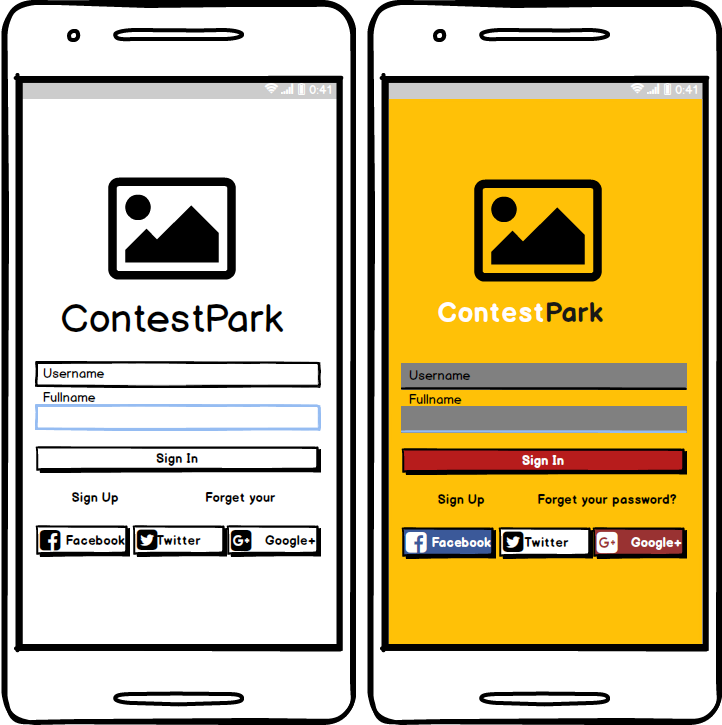 0:41
ContestPark
Username
Fullname
Sign In
Sign Up Forget your
Facebook Twitter Google+
0:41
ContestPark
Username
Fullname
Sign In
Sign Up Forget your password?
Facebook Twitter Google+